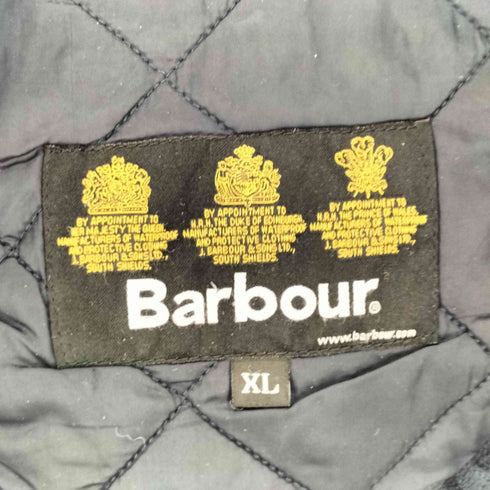 BY APPOINTMENT TO
HER MAJESTY THE QUEEN
MANUFACTURERS OF WATERPROOF
& PROTECTIVE CLOTHING
J. BARBOUR & SONS LTD.
SOUTH SHIELDS.
BY APPOINTMENT TO
H.R.H. THE DUKE OF EDINBURGH
MANUFACTURERS OF WATERPROOF
AND PROTECTIVE CLOTHING
J. BARBOUR & SONS LTD.
SOUTH SHIELDS.
BY APPOINTMENT TO
H.R.H. THE PRINCE OF WALES
MANUFACTURERS OF WATERPROOF
& PROTECTIVE CLOTHING
J. BARBOUR & SONS LTD.
SOUTH SHIELDS.
Barbour.®
www.barbour.com
XL